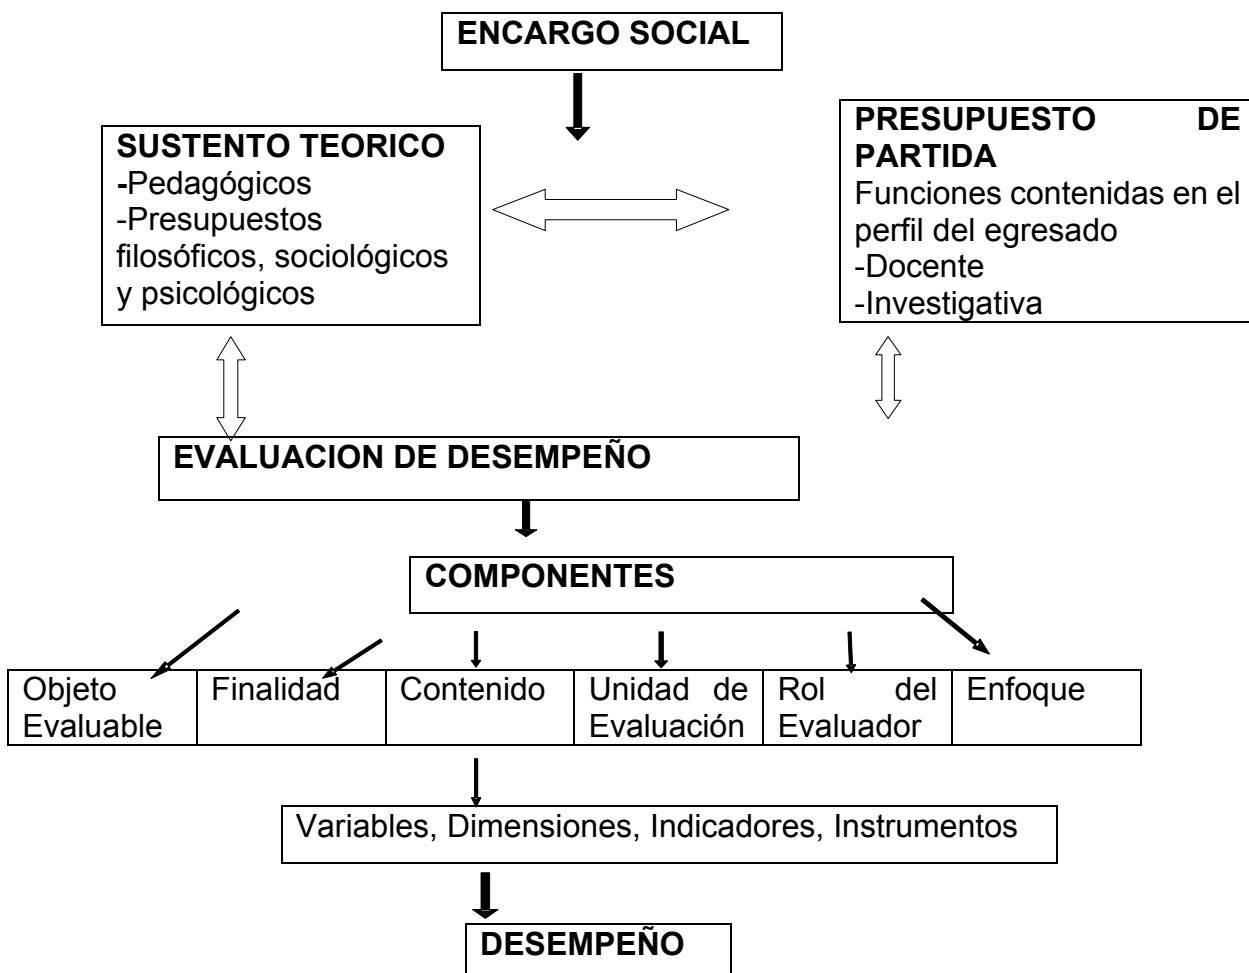 ENCARGO SOCIAL
SUSTENTO TEORICO
-Pedagógicos
-Presupuestos
filosóficos, sociológicos
y psicológicos
PRESUPUESTO DE
PARTIDA
Funciones contenidas en el
perfil del egresado
-Docente
-Investigativa
EVALUACION DE DESEMPEÑO
COMPONENTES
Objeto
Evaluable
Finalidad
Contenido
Unidad de
Evaluación
Rol del
Evaluador
Enfoque
Variables, Dimensiones, Indicadores, Instrumentos
DESEMPEÑO